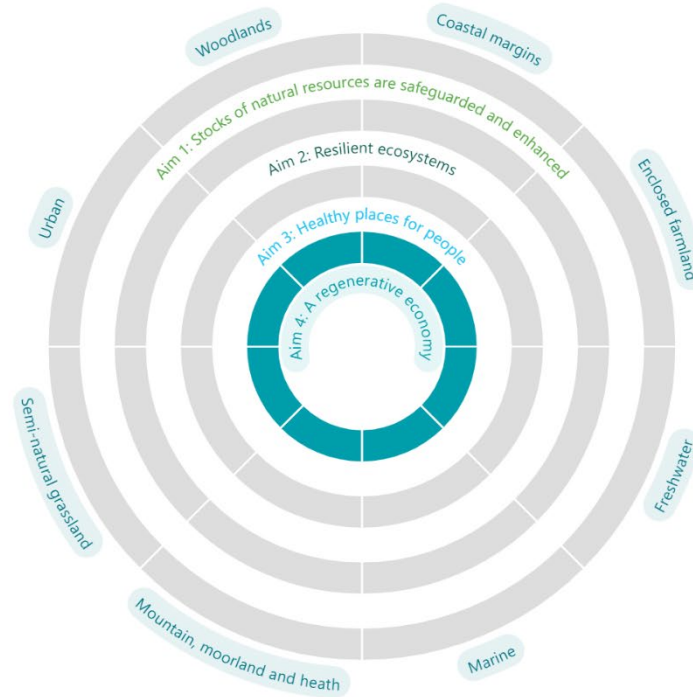 Woodlands
Coastal margins
Aim 1: Stocks of natural resources are safeguarded and enhanced
Aim 2: Resilient ecosystems
Urban
Enclosed farmland
Aim 3: Healthy places for people
Aim 4: A regenerative economy
Semi-natural grassland
Freshwater
Mountain, moorland and heath
Marine